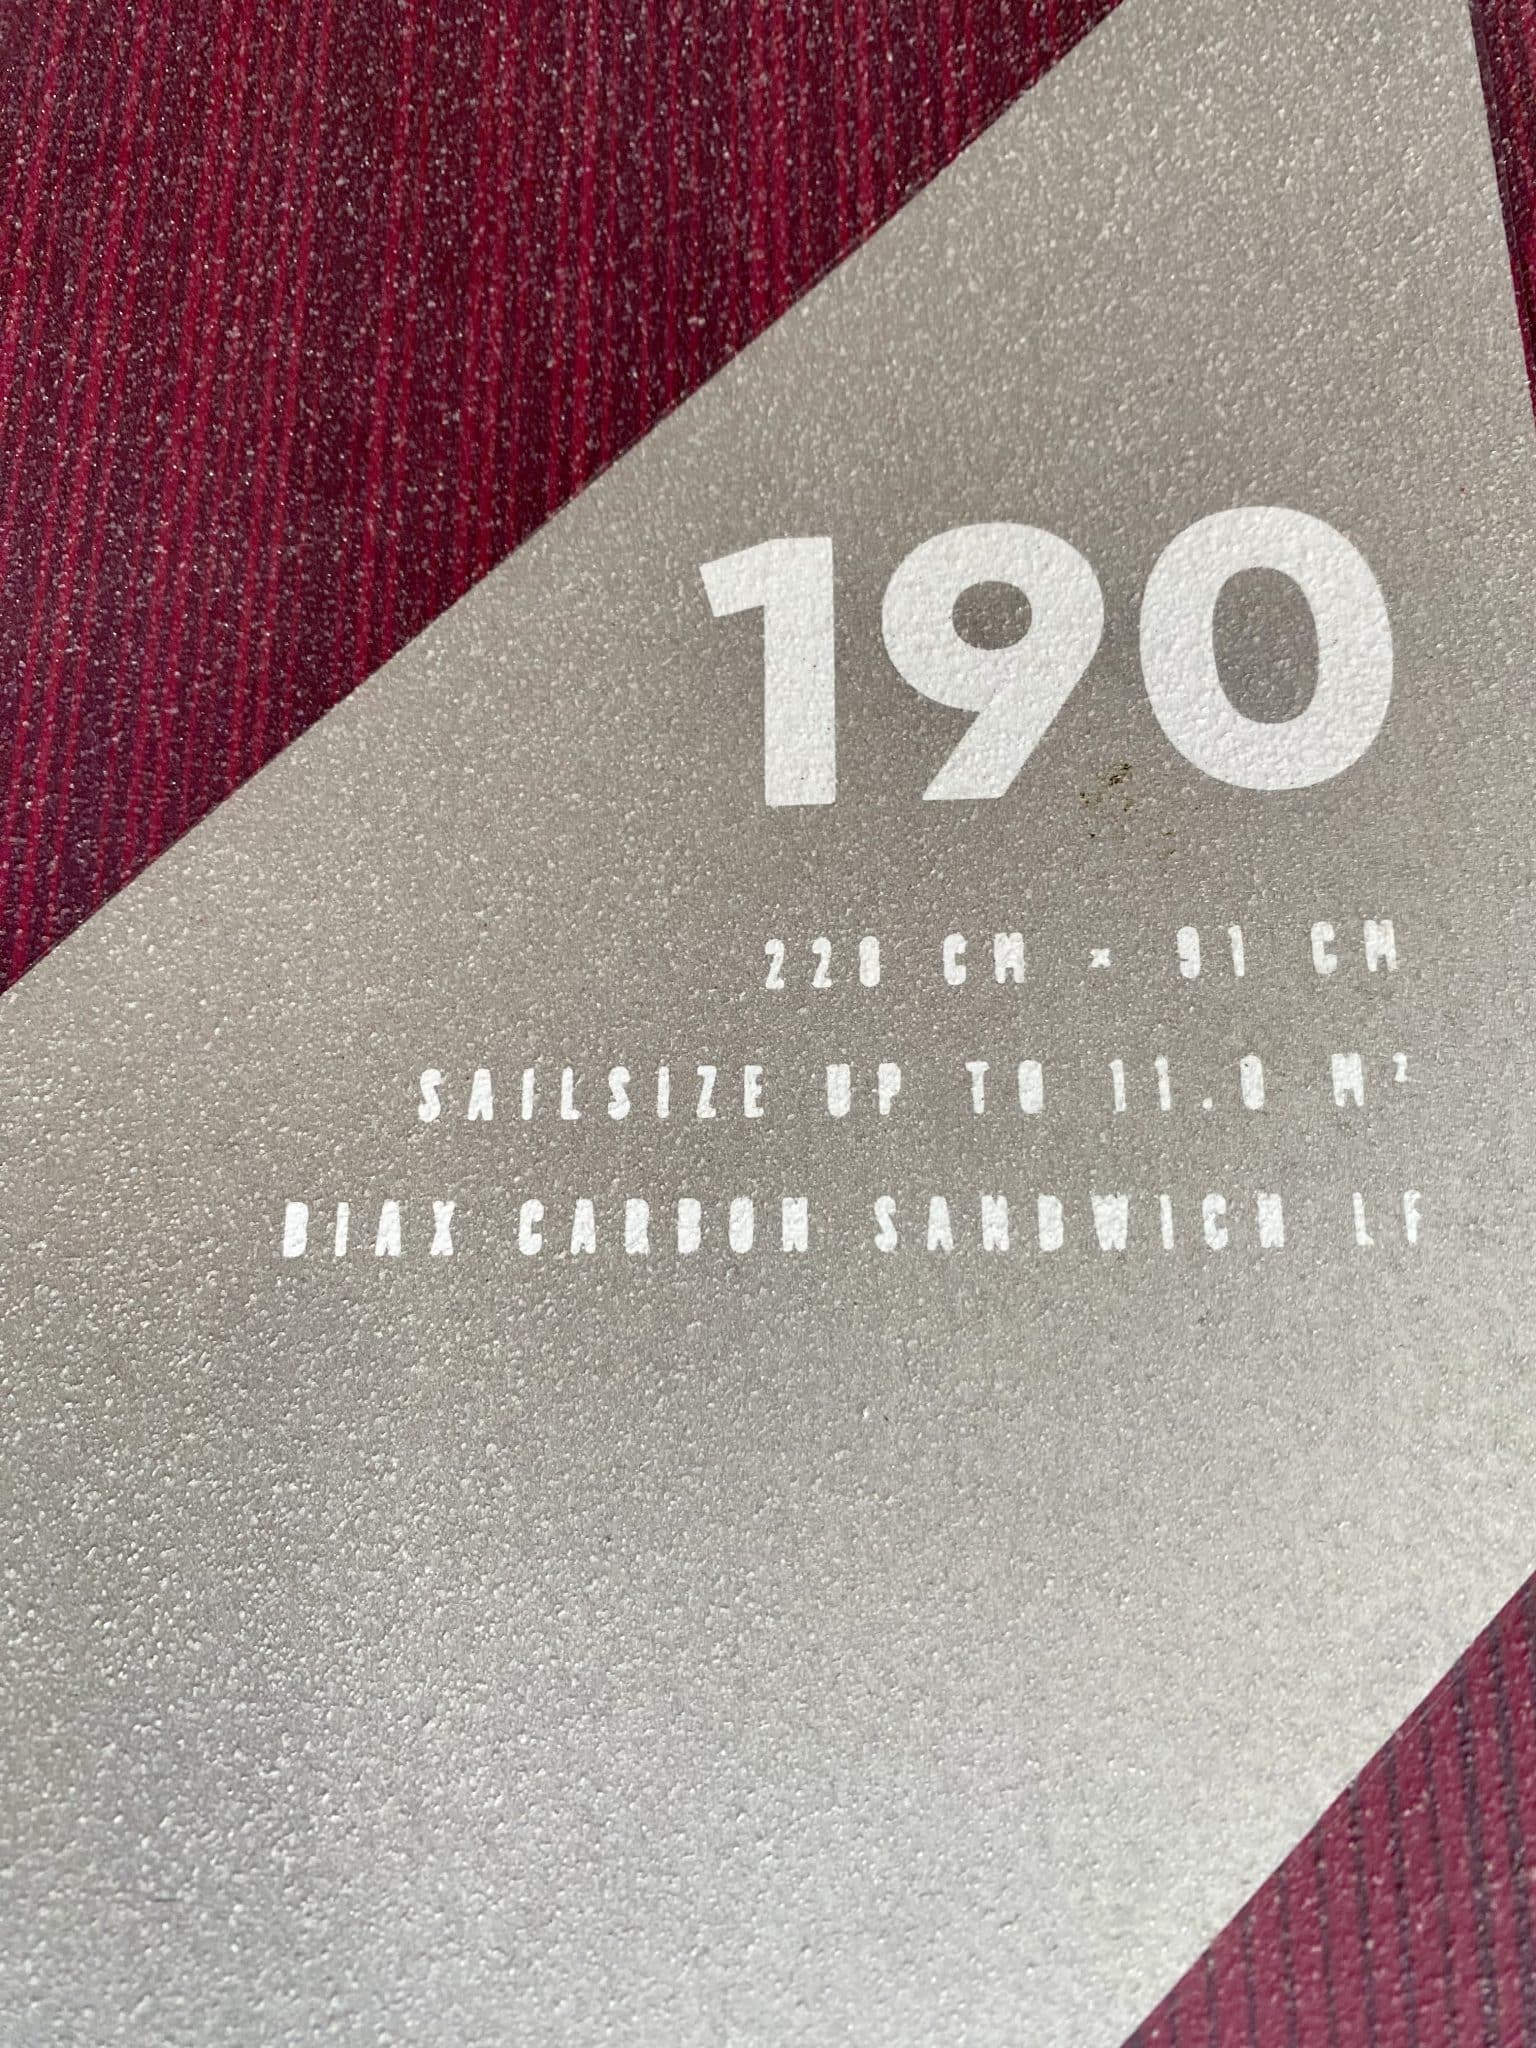 190
228 CM × 91 CM
SAILSIZE UP TO 11.0 M²
BIAX CARBON SANDWICH LF